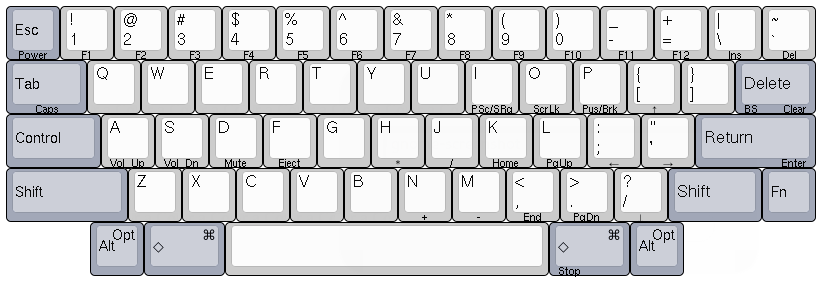 Esc ! @ # $ % ^ & * ( ) _ + | ~
1 2 3 4 5 6 7 8 9 0 - = \ `
Power F1 F2 F3 F4 F5 F6 F7 F8 F9 F10 F11 F12 Ins Del
Tab Q W E R T Y U I O P { } Delete
[ ]
Caps PSc/SRq ScrLk Pus/Brk ↑ BS Clear
Control A S D F G H J K L : " Return
; '
Vol_Up Vol_Dn Mute Eject * / Home PgUp ← → Enter
Shift Z X C V B N M < > ? Shift Fn
, . /
+ - End PgDn ↓
Opt ⌘ ⌘ Opt
Alt ◇ ◇ Alt
Stop